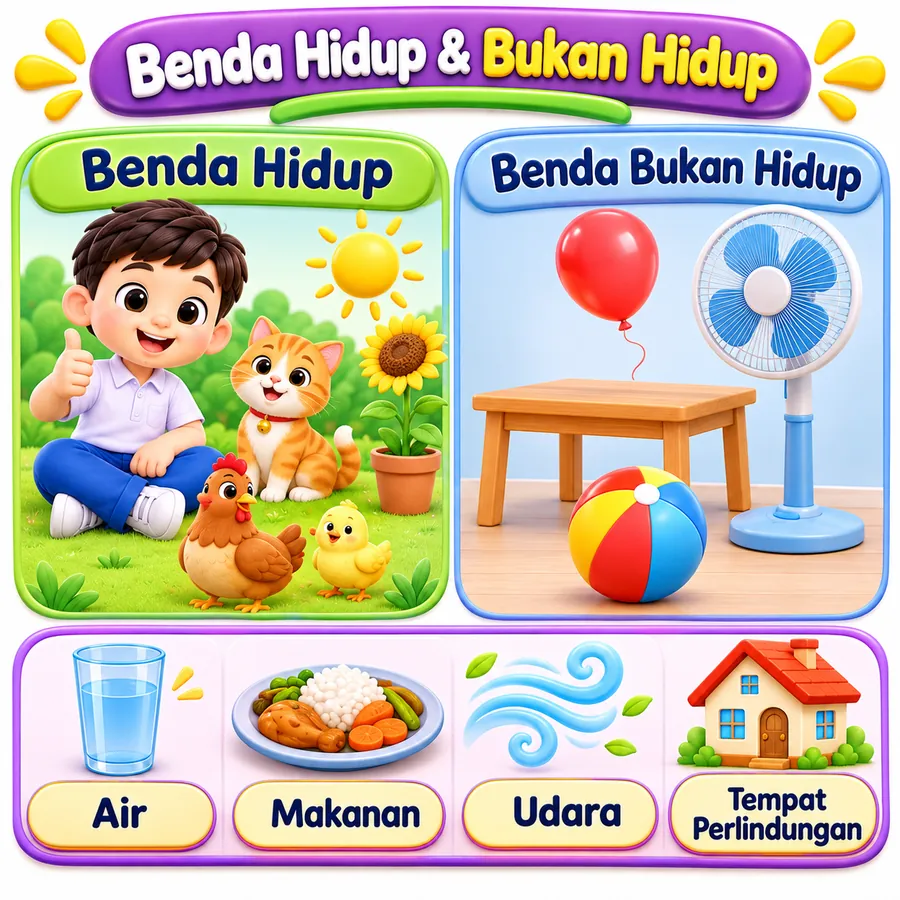 Benda Hidup & Bukan Hidup
Benda Hidup
Benda Bukan Hidup
Air
Makanan
Udara
Tempat
Perlindungan